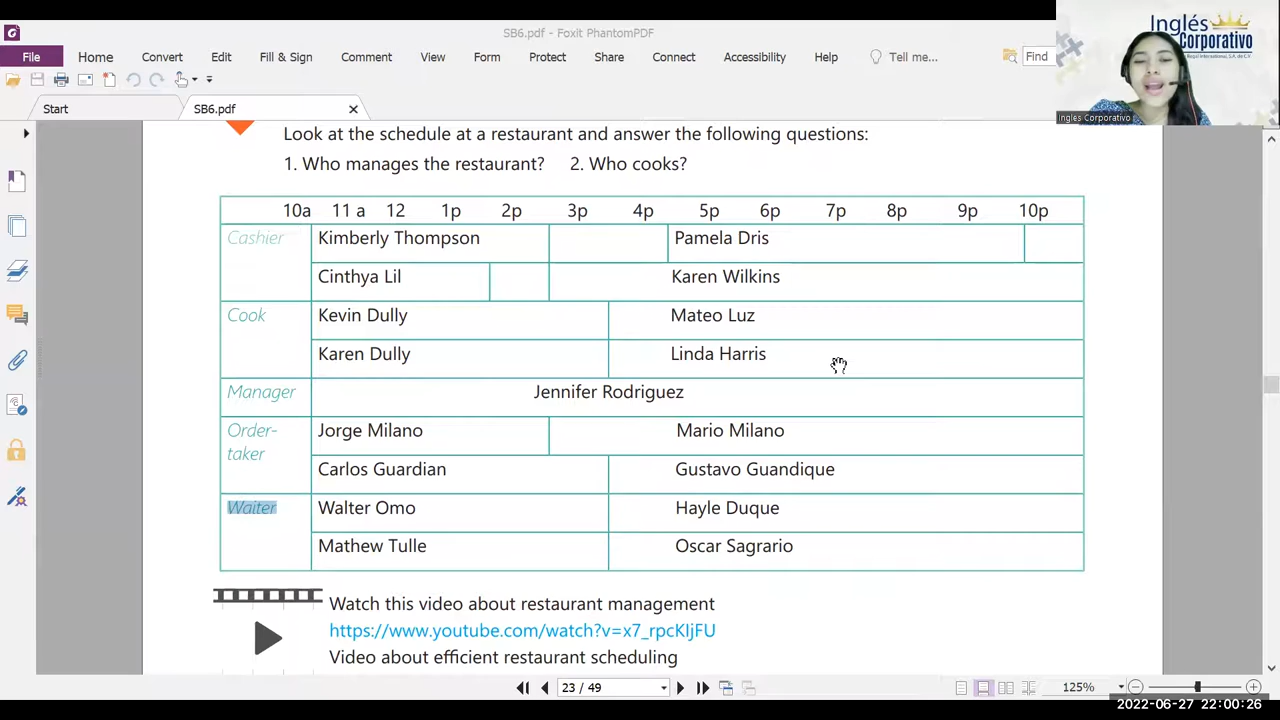 SB6.pdf - Foxit PhantomPDF
File Home Convert Edit Fill & Sign Comment View Form Protect Share Connect Accessibility Help Tell me... Find
Start SB6.pdf
Inglés
Corporativo
Regal International, S.A. de C.V.
Ingles Corporativo
Look at the schedule at a restaurant and answer the following questions:
1. Who manages the restaurant? 2. Who cooks?
10a 11 a 12 1p 2p 3p 4p 5p 6p 7p 8p 9p 10p
Cashier Kimberly Thompson Pamela Dris
Cinthya Lil Karen Wilkins
Cook Kevin Dully Mateo Luz
Karen Dully Linda Harris
Manager Jennifer Rodriguez
Order-
taker
Jorge Milano Mario Milano
Carlos Guardian Gustavo Guandique
Waiter Walter Omo Hayle Duque
Mathew Tulle Oscar Sagrario
Watch this video about restaurant management
https://www.youtube.com/watch?v=x7_rpcKIjFU
Video about efficient restaurant scheduling
23 / 49
125%
2022-06-27 22:00:26